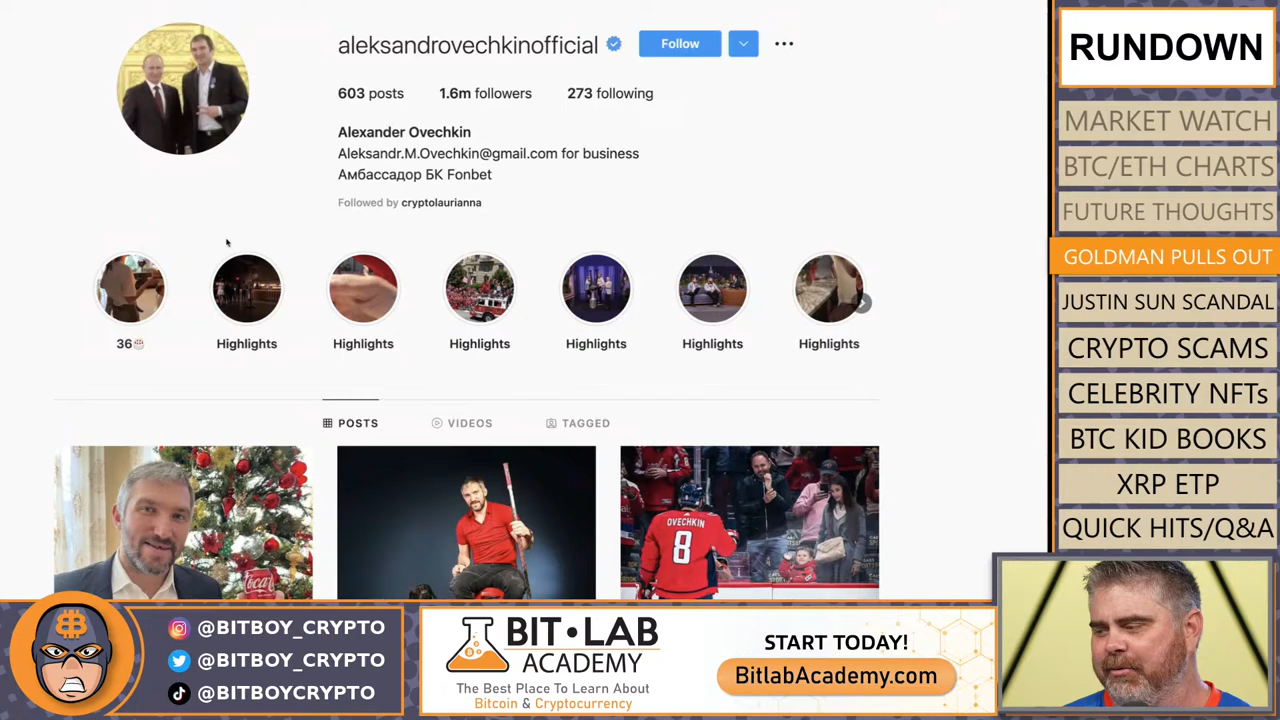 aleksandrovechkinofficial
Follow
603 posts
1.6m followers
273 following
Alexander Ovechkin
Aleksandr.M.Ovechkin@gmail.com for business
Амбассадор БК Fonbet
Followed by cryptolaurianna
36🎂
Highlights
Highlights
Highlights
Highlights
Highlights
Highlights
POSTS
VIDEOS
TAGGED
OVECHKIN
8
RUNDOWN
MARKET WATCH
BTC/ETH CHARTS
FUTURE THOUGHTS
GOLDMAN PULLS OUT
JUSTIN SUN SCANDAL
CRYPTO SCAMS
CELEBRITY NFTs
BTC KID BOOKS
XRP ETP
QUICK HITS/Q&A
@BITBOY_CRYPTO
@BITBOY_CRYPTO
@BITBOYCRYPTO
BIT•LAB
ACADEMY
The Best Place To Learn About
Bitcoin & Cryptocurrency
START TODAY!
BitlabAcademy.com